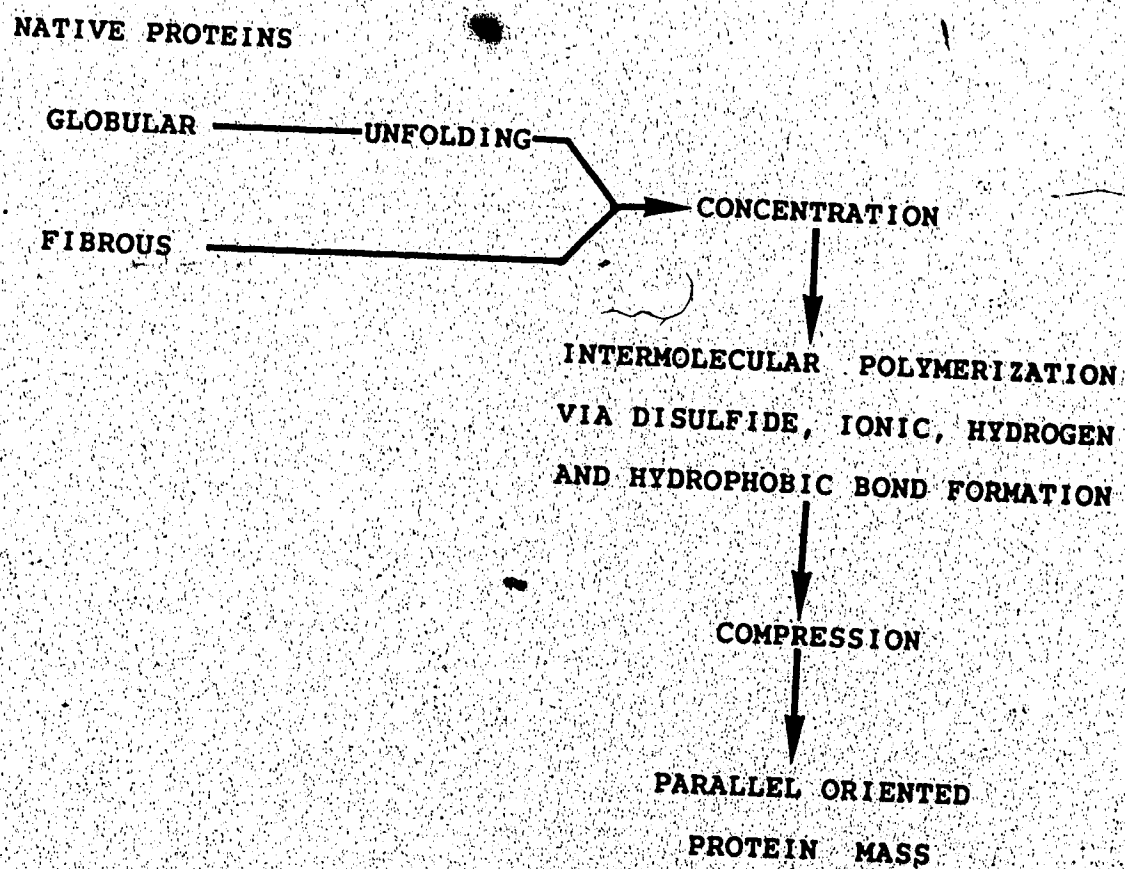 NATIVE PROTEINS
GLOBULAR
UNFOLDING
CONCENTRATION
FIBROUS
INTERMOLECULAR POLYMERIZATION
VIA DISULFIDE, IONIC, HYDROGEN
AND HYDROPHOBIC BOND FORMATION
COMPRESSION
PARALLEL ORIENTED
PROTEIN MASS